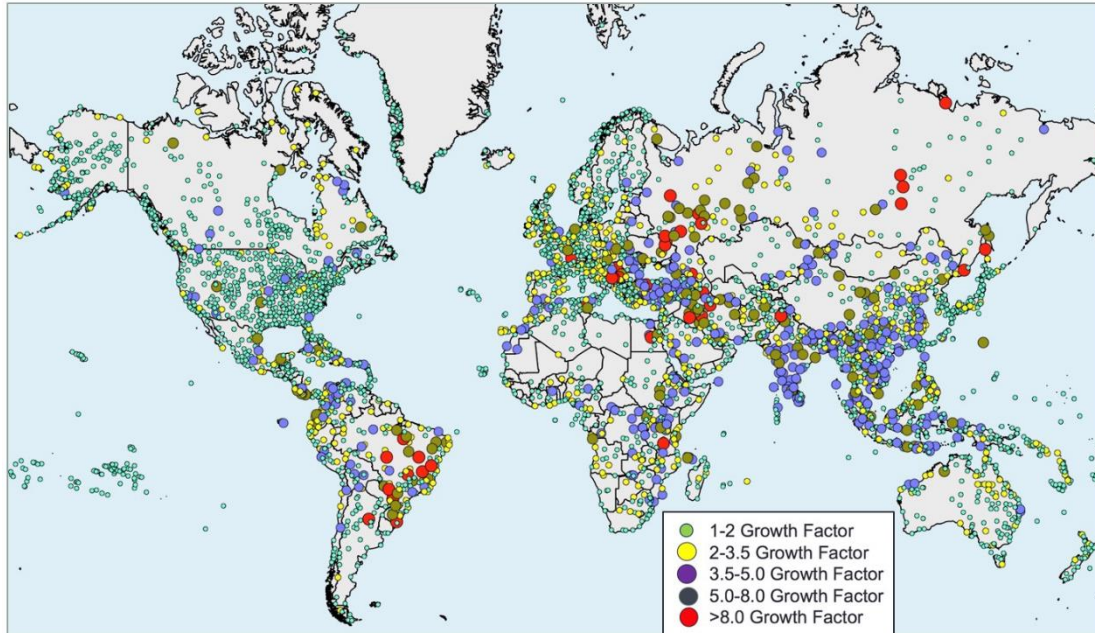 1-2 Growth Factor
2-3.5 Growth Factor
3.5-5.0 Growth Factor
5.0-8.0 Growth Factor
>8.0 Growth Factor